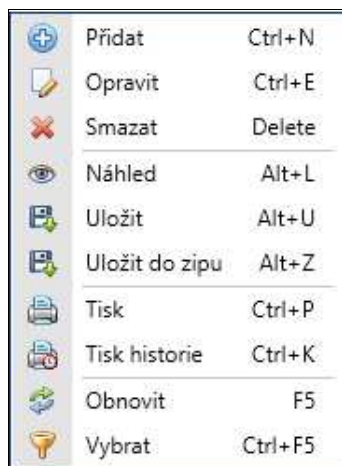 Přidat Ctrl+N
Opravit Ctrl+E
Smazat Delete
Náhled Alt+L
Uložit Alt+U
Uložit do zipu Alt+Z
Tisk Ctrl+P
Tisk historie Ctrl+K
Obnovit F5
Vybrat Ctrl+F5